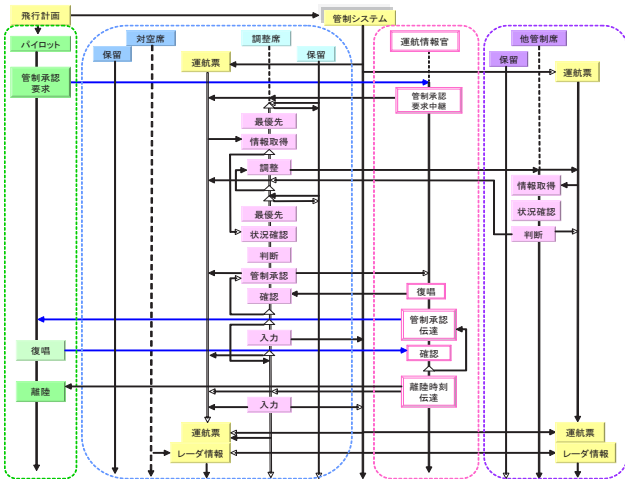 飛行計画
管制システム
パイロット
対空席
調整席
運航情報官
他管制席
保留
運航票
保留
保留
運航票
管制承認
要求
管制承認
要求中継
最優先
情報取得
調整
情報取得
最優先
状況確認
状況確認
判断
判断
管制承認
確認
復唱
管制承認
伝達
入力
復唱
確認
離陸
離陸時刻
伝達
入力
運航票
レーダ情報
運航票
レーダ情報